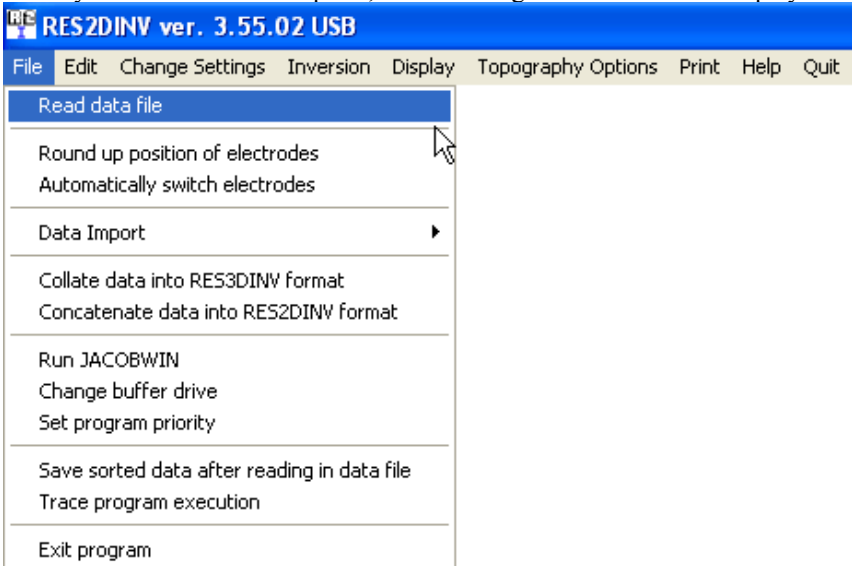 RES2DINV ver. 3.55.02 USB
File Edit Change Settings Inversion Display Topography Options Print Help Quit
Read data file
Round up position of electrodes
Automatically switch electrodes
Data Import
Collate data into RES3DINV format
Concatenate data into RES2DINV format
Run JACOBWIN
Change buffer drive
Set program priority
Save sorted data after reading in data file
Trace program execution
Exit program